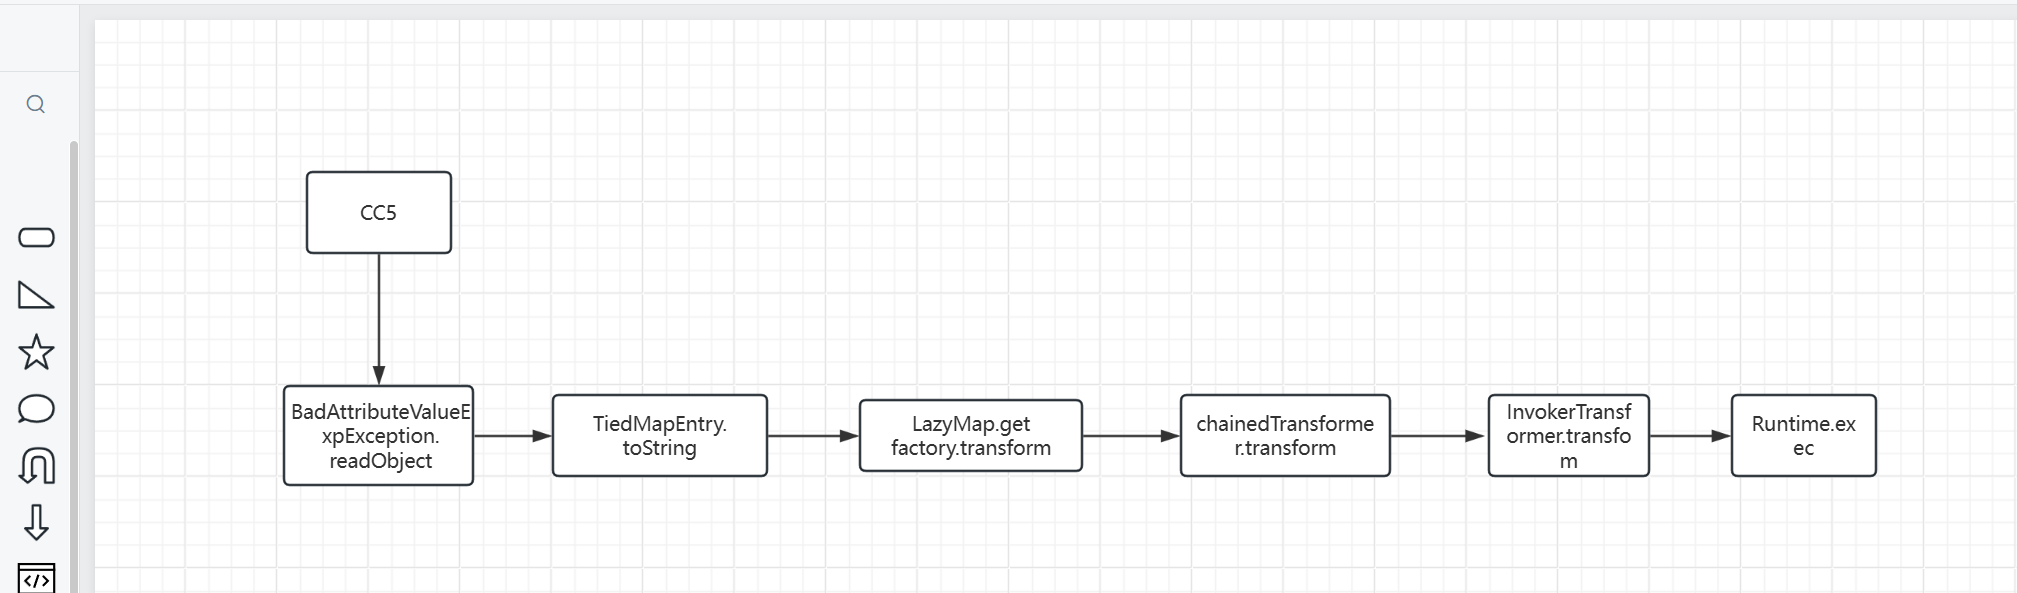 CC5
BadAttributeValueE
xpException.
readObject
TiedMapEntry.
toString
LazyMap.get
factory.transform
chainedTransforme
r.transform
InvokerTransf
ormer.transfo
m
Runtime.ex
ec